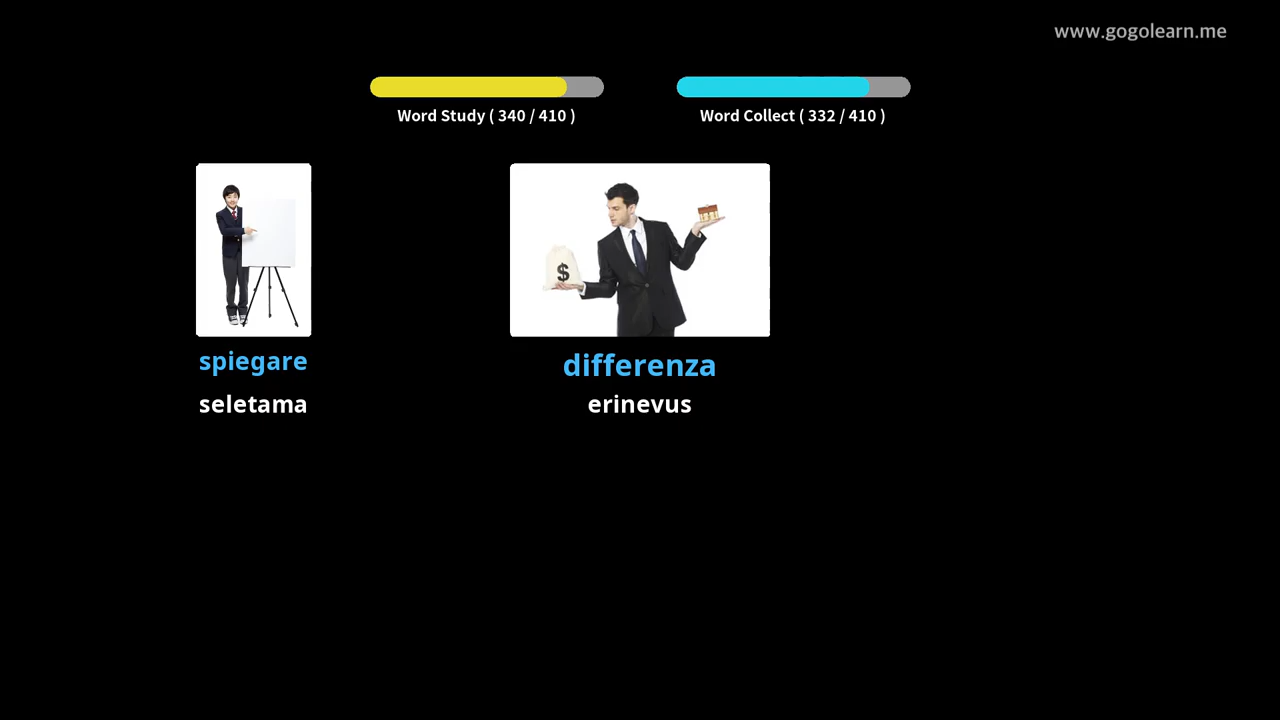 www.gogolearn.me
Word Study ( 340 / 410 )
Word Collect ( 332 / 410 )
$
spiegare
seletama
differenza
erinevus